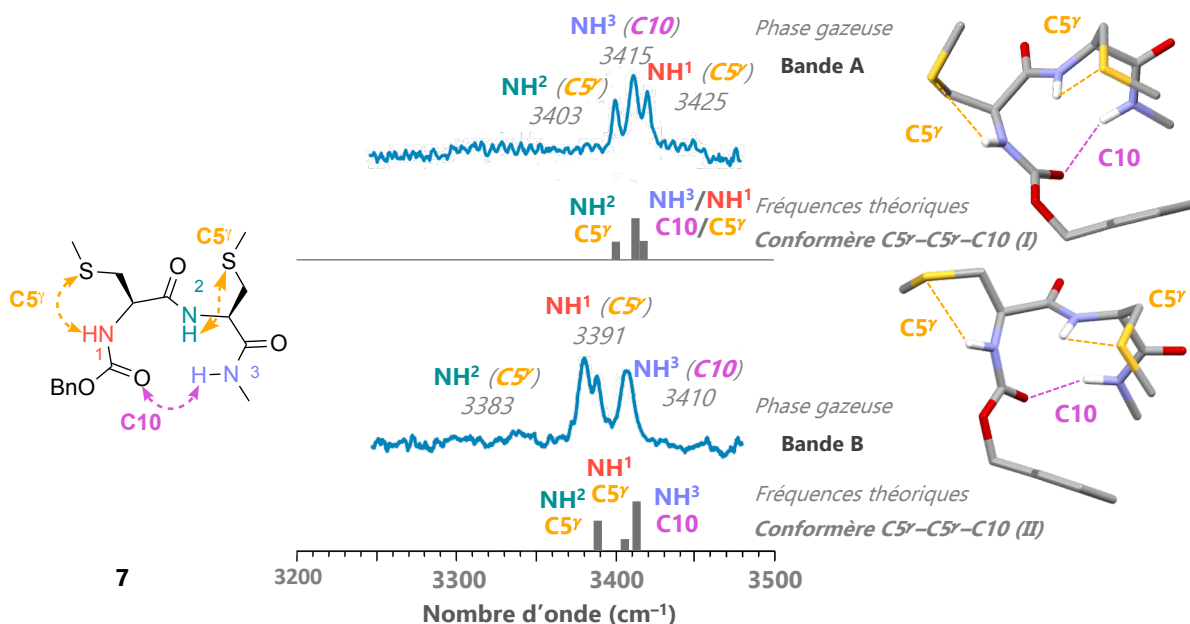 NH³ (C10)
3415
NH² (C5ᵞ)
3403
NH¹ (C5ᵞ)
3425
Phase gazeuse
Bande A
C5ᵞ
C5ᵞ
C10
NH²
C5ᵞ
NH³/NH¹
C10/C5ᵞ
Fréquences théoriques
Conformère C5ᵞ–C5ᵞ–C10 (I)
C5ᵞ
S
S
O
2
C5ᵞ
N
H
HN
1
O
BnO
O
H
N
3
C10
7
NH¹ (C5ᵞ)
3391
NH² (C5ᵞ)
3383
NH³ (C10)
3410
Phase gazeuse
Bande B
C5ᵞ
C5ᵞ
C10
NH¹
C5ᵞ
NH²
C5ᵞ
NH³
C10
Fréquences théoriques
Conformère C5ᵞ–C5ᵞ–C10 (II)
3200 3300 3400 3500
Nombre d’onde (cm⁻¹)